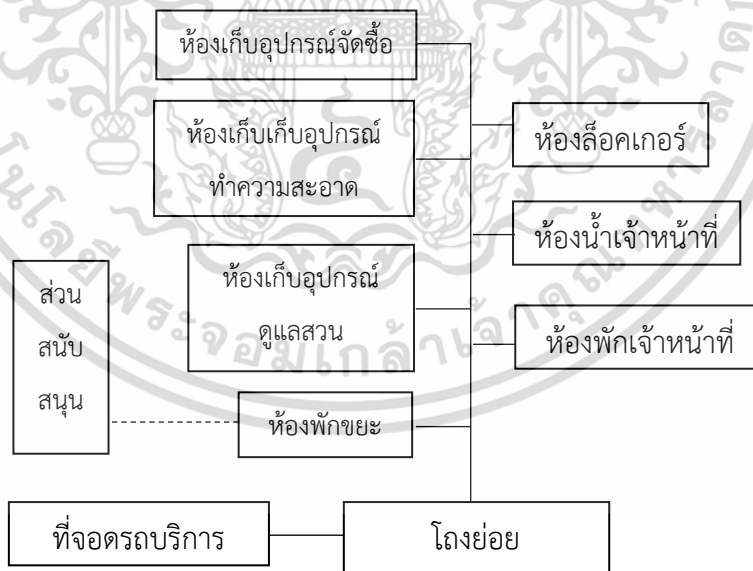 ห้องเก็บอุปกรณ์จัดซื้อ
ห้องเก็บเก็บอุปกรณ์
ทำความสะอาด
ห้องล็อคเกอร์
ห้องน้ำเจ้าหน้าที่
ห้องเก็บอุปกรณ์
ดูแลสวน
ส่วน
สนับ
สนุน
ห้องพักเจ้าหน้าที่
ห้องพักขยะ
ที่จอดรถบริการ
โถงย่อย